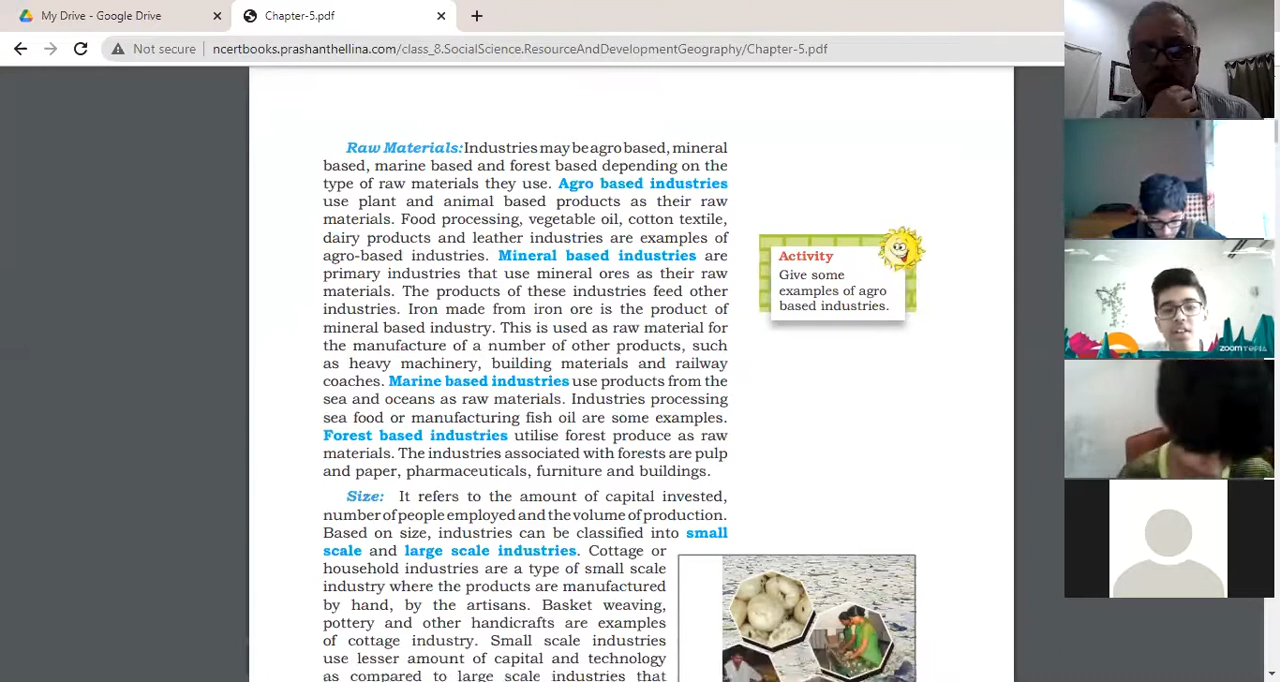 My Drive - Google Drive
Chapter-5.pdf
Not secure
ncertbooks.prashanthellina.com/class_8.SocialScience.ResourceAndDevelopmentGeography/Chapter-5.pdf
Raw Materials: Industries may be agro based, mineral
based, marine based and forest based depending on the
type of raw materials they use. Agro based industries
use plant and animal based products as their raw
materials. Food processing, vegetable oil, cotton textile,
dairy products and leather industries are examples of
agro-based industries. Mineral based industries are
primary industries that use mineral ores as their raw
materials. The products of these industries feed other
industries. Iron made from iron ore is the product of
mineral based industry. This is used as raw material for
the manufacture of a number of other products, such
as heavy machinery, building materials and railway
coaches. Marine based industries use products from the
sea and oceans as raw materials. Industries processing
sea food or manufacturing fish oil are some examples.
Forest based industries utilise forest produce as raw
materials. The industries associated with forests are pulp
and paper, pharmaceuticals, furniture and buildings.
Size: It refers to the amount of capital invested,
number of people employed and the volume of production.
Based on size, industries can be classified into small
scale and large scale industries. Cottage or
household industries are a type of small scale
industry where the products are manufactured
by hand, by the artisans. Basket weaving,
pottery and other handicrafts are examples
of cottage industry. Small scale industries
use lesser amount of capital and technology
as compared to large scale industries that
Activity
Give some
examples of agro
based industries.
zoomtopia